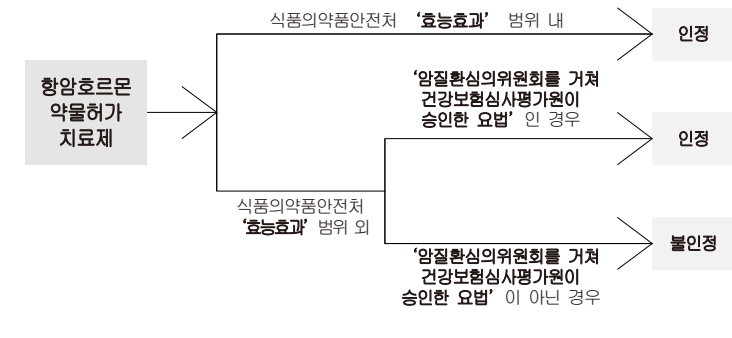 식품의약품안전처 ‘효능효과’ 범위 내
인정
항암호르몬
약물허가
치료제
‘암질환심의위원회를 거쳐
건강보험심사평가원이
승인한 요법’ 인 경우
인정
식품의약품안전처
‘효능효과’ 범위 외
불인정
‘암질환심의위원회를 거쳐
건강보험심사평가원이
승인한 요법’ 이 아닌 경우